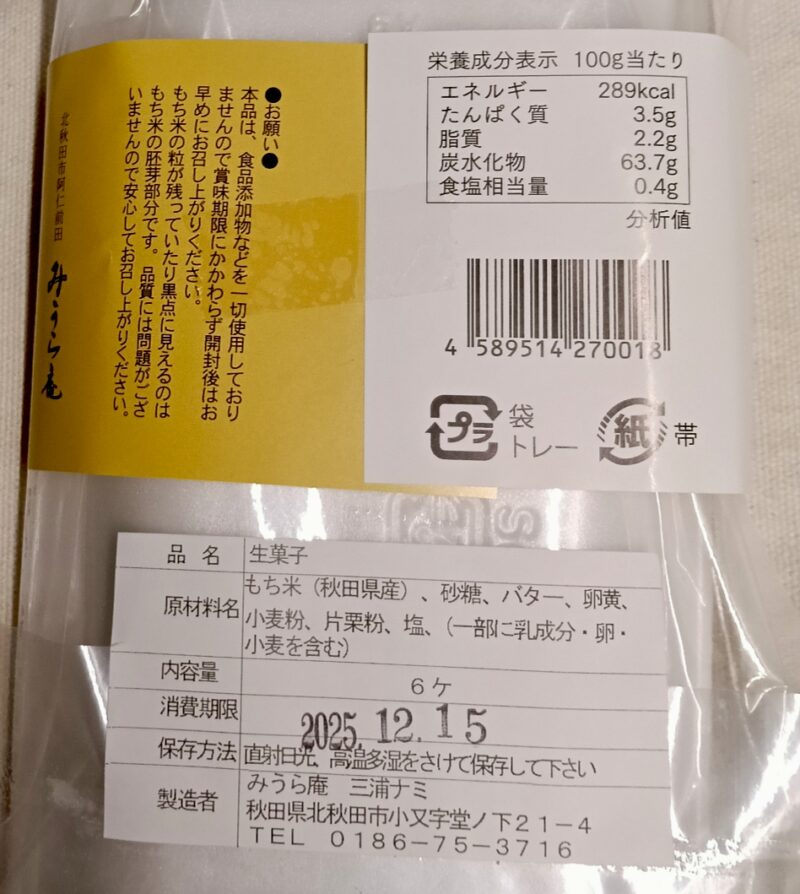 ●お願い●
本品は、食品添加物などを一切使用しており
ませんので賞味期限にかかわらず開封後はお
早めにお召し上がりください。
もち米の粒が残っていたり黒点に見えるのは
もち米の胚芽部分です。品質には問題がござ
いませんので安心してお召し上がりください。
北秋田市阿仁前田
みうら庵
栄養成分表示 100g当たり
エネルギー 289kcal
たんぱく質 3.5g
脂質 2.2g
炭水化物 63.7g
食塩相当量 0.4g
分析値
4 589514 270018
プラ 袋
トレー
紙 帯
品名 生菓子
原材料名 もち米（秋田県産）、砂糖、バター、卵黄、
小麦粉、片栗粉、塩、（一部に乳成分・卵・
小麦を含む）
内容量 6ケ
消費期限 2025.12.15
保存方法 直射日光、高温多湿をさけて保存して下さい
製造者 みうら庵 三浦ナミ
秋田県北秋田市小又字堂ノ下21-4
TEL 0186-75-3716